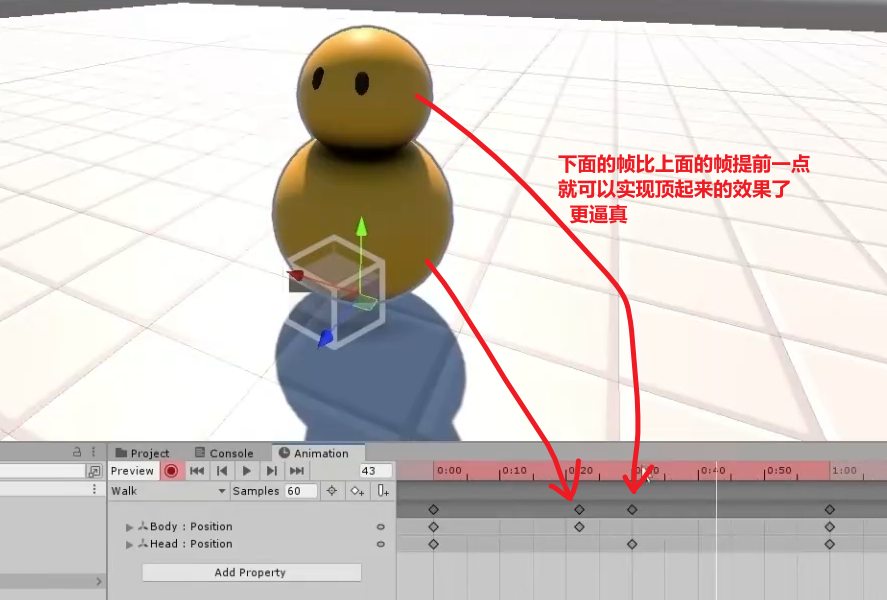 下面的帧比上面的帧提前一点
就可以实现顶起来的效果了
更逼真
Project Console Animation
Preview 43 0:00 0:10 0:20 0:40 0:50 1:00
Walk Samples 60
Body : Position
Head : Position
Add Property